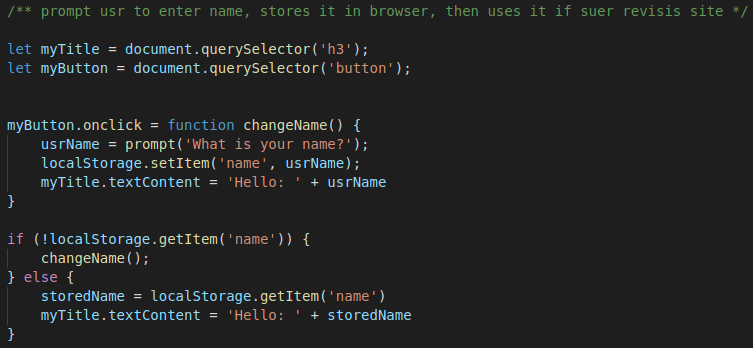 /** prompt usr to enter name, stores it in browser, then uses it if suer revisis site */
let myTitle = document.querySelector('h3');
let myButton = document.querySelector('button');
myButton.onclick = function changeName() {
usrName = prompt('What is your name?');
localStorage.setItem('name', usrName);
myTitle.textContent = 'Hello: ' + usrName
}
if (!localStorage.getItem('name')) {
changeName();
} else {
storedName = localStorage.getItem('name')
myTitle.textContent = 'Hello: ' + storedName
}